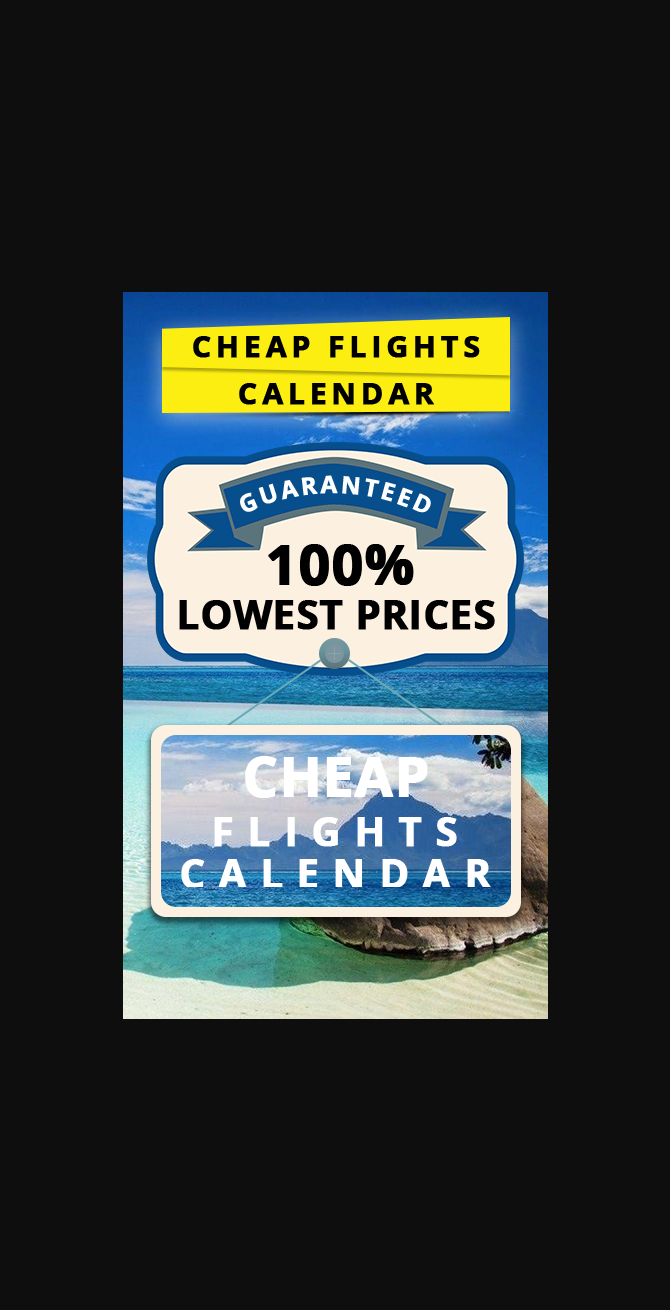 CHEAP FLIGHTS
CALENDAR
GUARANTEED
100%
LOWEST PRICES
CHEAP
FLIGHTS
CALENDAR